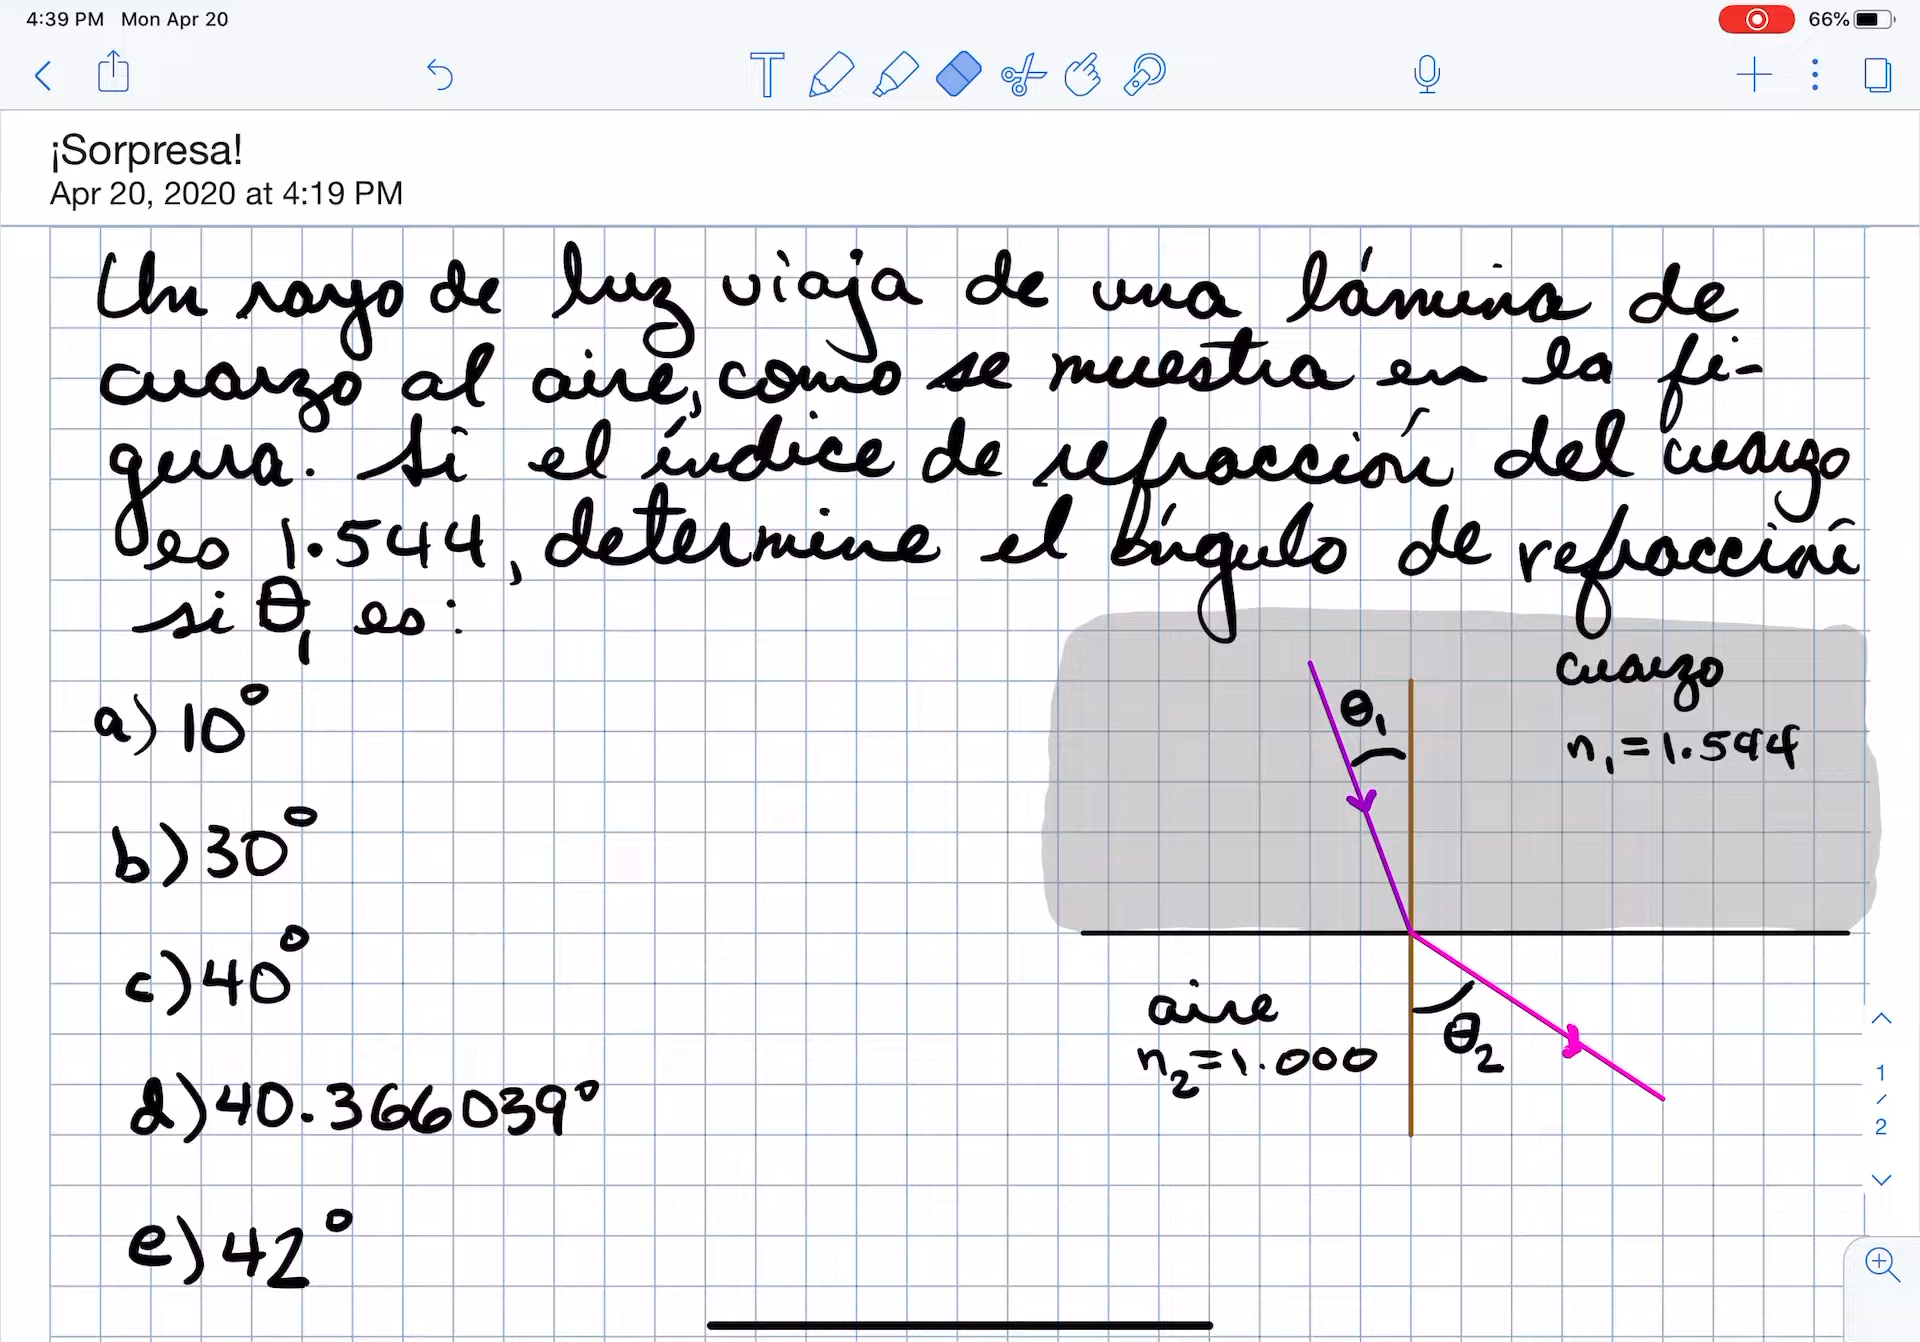 4:39 PM Mon Apr 20
66%
¡Sorpresa!
Apr 20, 2020 at 4:19 PM
Un rayo de luz viaja de una lámina de
cuarzo al aire, como se muestra en la fi-
gura. Si el índice de refracción del cuarzo
es 1.544, determine el ángulo de refracción
si θ₁ es:
a) 10°
b) 30°
c) 40°
d) 40.366039°
e) 42°
cuarzo
n₁ = 1.544
θ₁
aire
n₂ = 1.000
θ₂
1
/
2